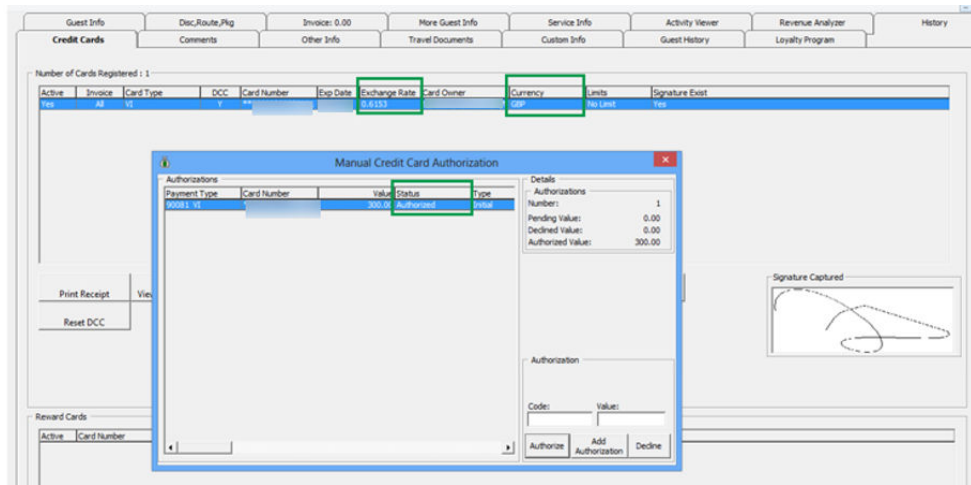 Guest Info Disc,Route,Pkg Invoice: 0.00 More Guest Info Service Info Activity Viewer Revenue Analyzer History
Credit Cards Comments Other Info Travel Documents Custom Info Guest History Loyalty Program
Number of Cards Registered : 1
Active Invoice Card Type DCC Card Number Exp Date Exchange Rate Card Owner Currency Limits Signature Exist
Yes All VI Y ** 0.6153 GBP No Limit Yes
Manual Credit Card Authorization
Authorizations
Payment Type Card Number Value Status Type
90081 VI 300.00 Authorized Initial
Details
Authorizations
Number: 1
Pending Value: 0.00
Declined Value: 0.00
Authorized Value: 300.00
Print Receipt
Reset DCC
Signature Captured
Authorization
Code: Value:
Authorize Add Authorization Decline
Reward Cards
Active Card Number